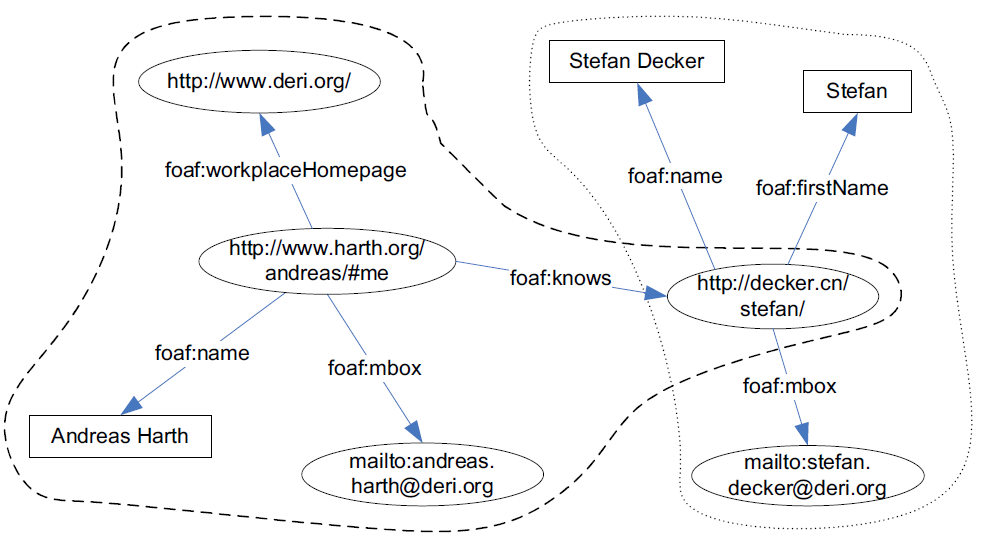 Stefan Decker
http://www.deri.org/
Stefan
foaf:workplaceHomepage
foaf:name
foaf:firstName
http://www.harth.org/
andreas/#me
foaf:knows
http://decker.cn/
stefan/
foaf:name
foaf:mbox
foaf:mbox
Andreas Harth
mailto:andreas.
harth@deri.org
mailto:stefan.
decker@deri.org